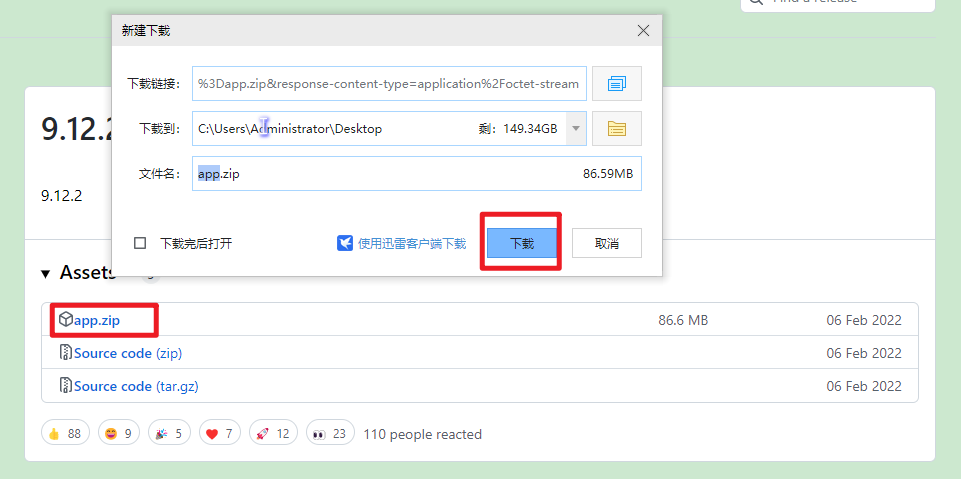 Find a release
新建下载
下载链接：
%3Dapp.zip&response-content-type=application%2Foctet-stream
下载到：
C:\Users\Administrator\Desktop 剩：149.34GB
文件名：
app.zip 86.59MB
下载完后打开
使用迅雷客户端下载
下载
取消
9.12.2
9.12.2
Assets
app.zip 86.6 MB 06 Feb 2022
Source code (zip) 06 Feb 2022
Source code (tar.gz) 06 Feb 2022
88 9 5 7 12 23 110 people reacted